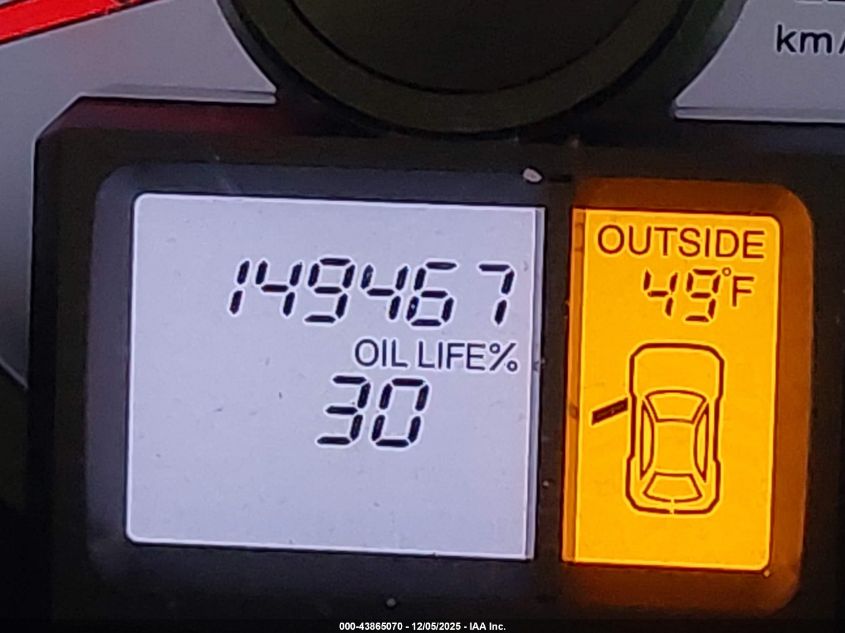 km/
149467
OIL LIFE%
30
OUTSIDE
49°F
000-43865070 - 12/05/2025 - IAA Inc.